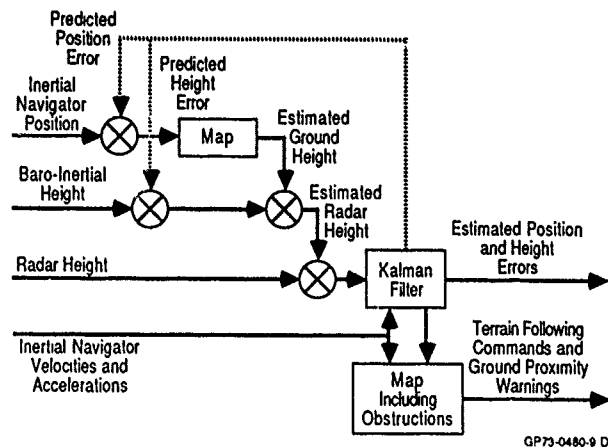 Predicted
Position
Error
Inertial
Navigator
Position
Predicted
Height
Error
Map
Estimated
Ground
Height
Baro-Inertial
Height
Estimated
Radar
Height
Radar Height
Kalman
Filter
Estimated Position
and Height
Errors
Inertial Navigator
Velocities and
Accelerations
Map
Including
Obstructions
Terrain Following
Commands and
Ground Proximity
Warnings
GP73-0480-9 D